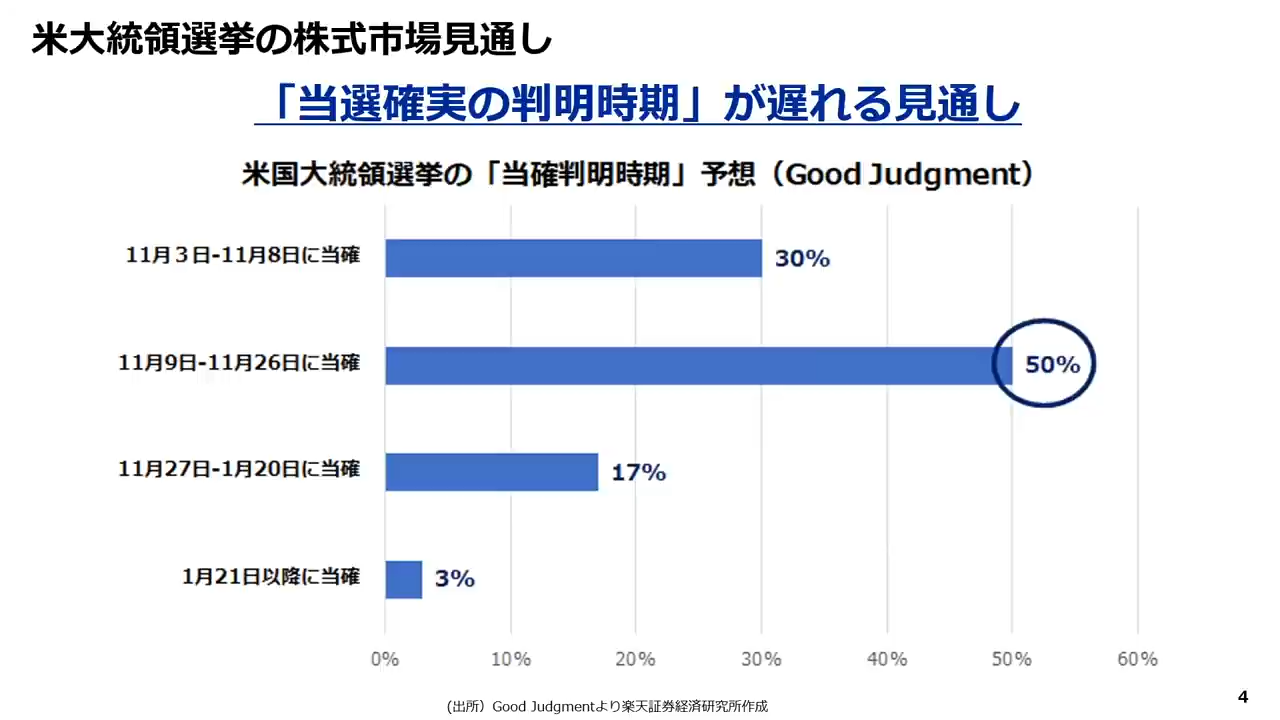 米大統領選挙の株式市場見通し
「当選確実の判明時期」が遅れる見通し
米国大統領選挙の「当確判明時期」予想（Good Judgment）
11月３日-11月8日に当確
30%
11月9日-11月26日に当確
50%
11月27日-1月20日に当確
17%
1月21日以降に当確
3%
0%
10%
20%
30%
40%
50%
60%
(出所）Good Judgmentより楽天証券経済研究所作成
4